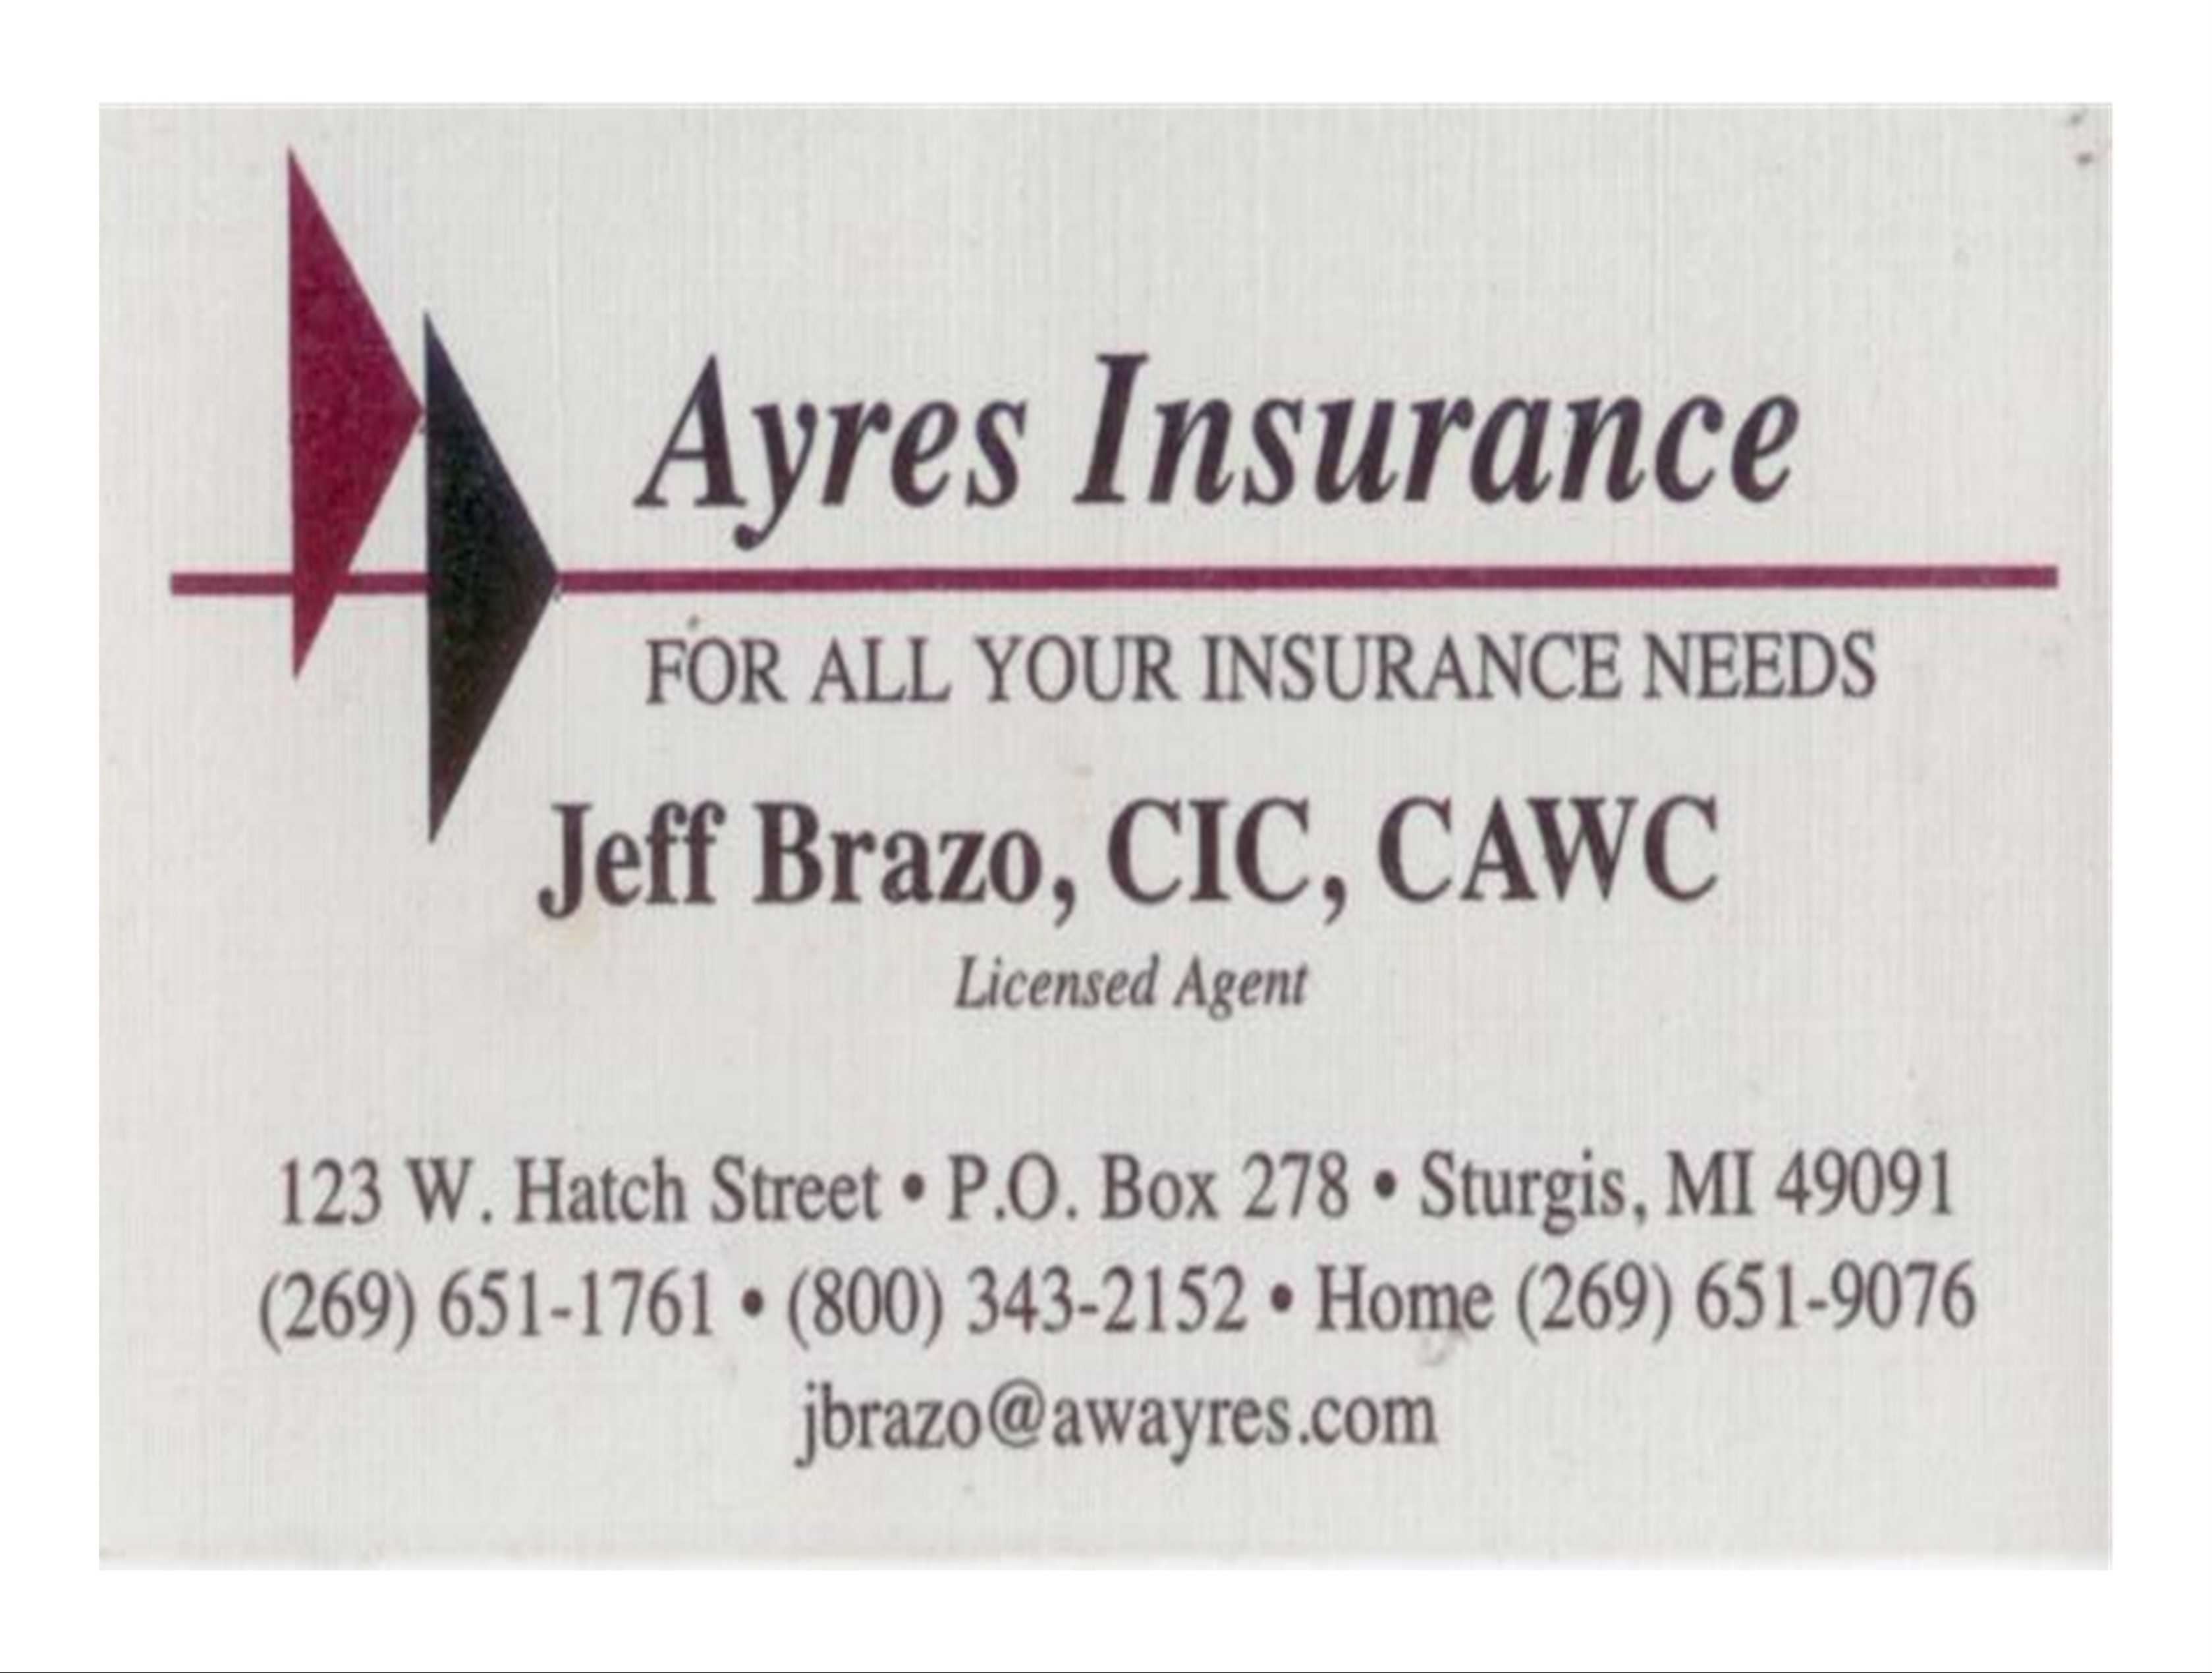 Ayres Insurance
FOR ALL YOUR INSURANCE NEEDS
Jeff Brazo, CIC, CAWC
Licensed Agent
123 W. Hatch Street • P.O. Box 278 • Sturgis, MI 49091
(269) 651-1761 • (800) 343-2152 • Home (269) 651-9076
jbrazo@awayres.com